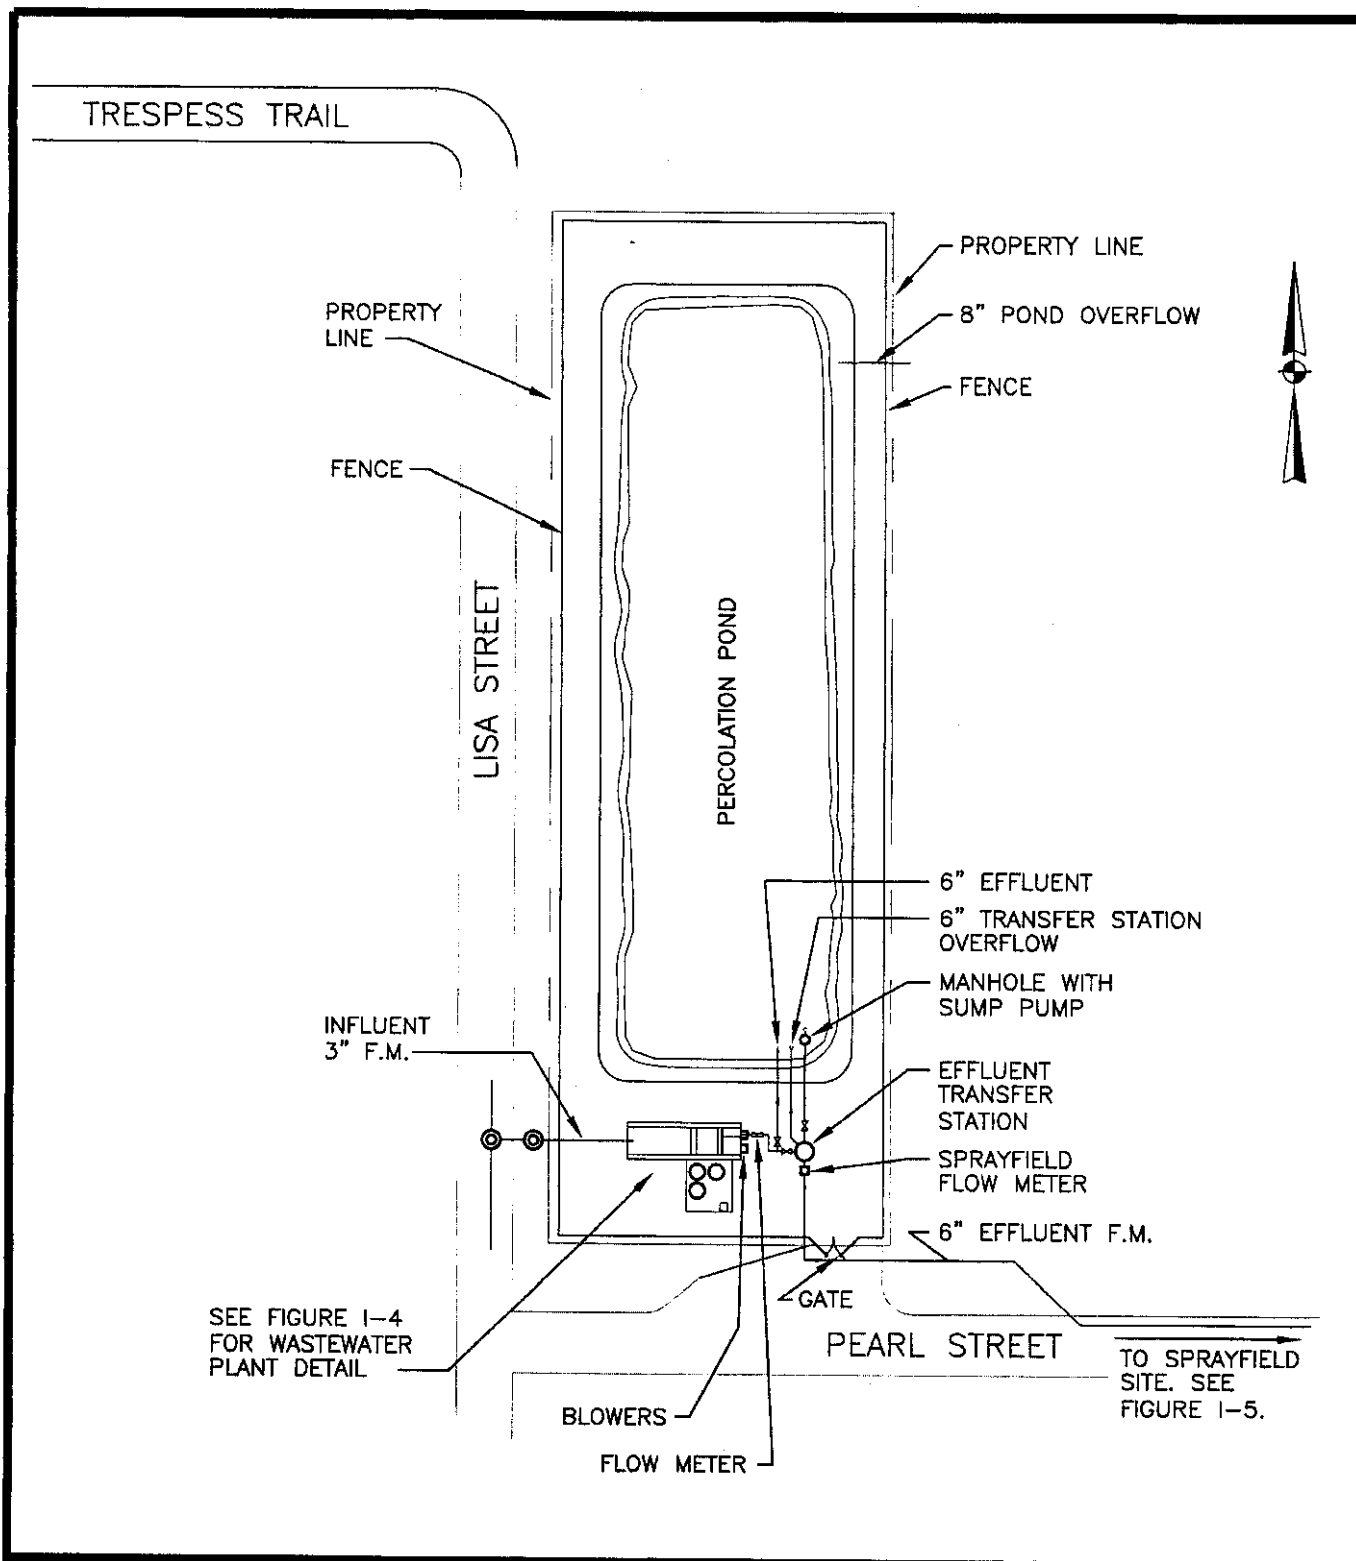 TRESPESS TRAIL
PROPERTY LINE
8" POND OVERFLOW
FENCE
PROPERTY
LINE
FENCE
LISA STREET
PERCOLATION POND
6" EFFLUENT
6" TRANSFER STATION
OVERFLOW
MANHOLE WITH
SUMP PUMP
INFLUENT
3" F.M.
EFFLUENT
TRANSFER
STATION
SPRAYFIELD
FLOW METER
6" EFFLUENT F.M.
GATE
SEE FIGURE I-4
FOR WASTEWATER
PLANT DETAIL
PEARL STREET
TO SPRAYFIELD
SITE. SEE
FIGURE I-5.
BLOWERS
FLOW METER